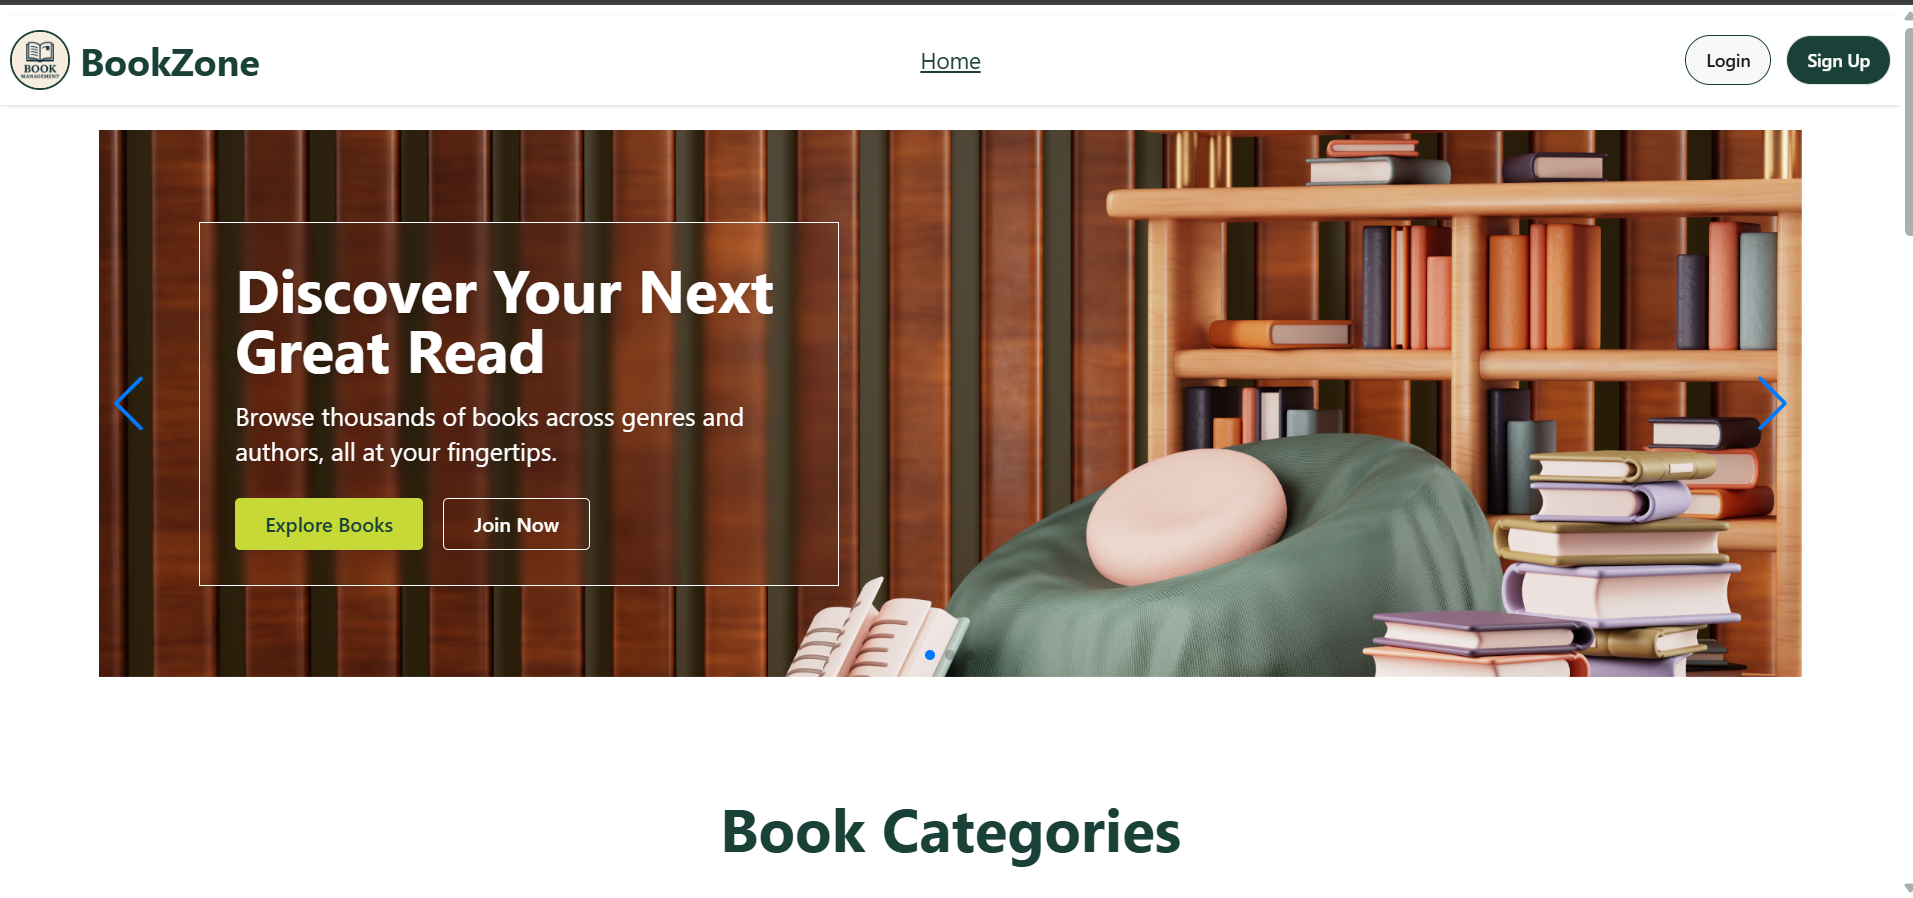 BOOK
MANAGEMENT
BookZone
Home
Login
Sign Up
Discover Your Next
Great Read
Browse thousands of books across genres and
authors, all at your fingertips.
Explore Books
Join Now
Book Categories